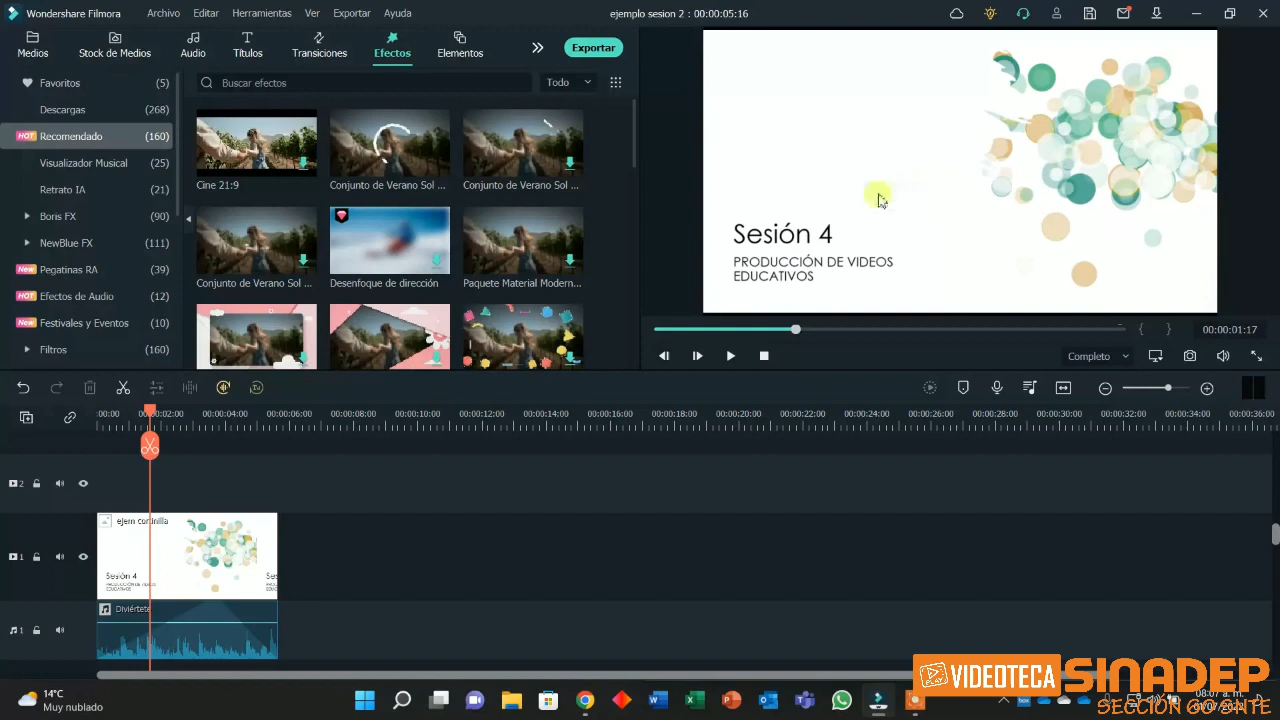 Wondershare Filmora Archivo Editar Herramientas Ver Exportar Ayuda ejemplo sesion 2 : 00:00:05:16
Medios Stock de Medios Audio Títulos Transiciones Efectos Elementos Exportar
Favoritos (5)
Descargas (268)
HOT Recomendado (160)
Visualizador Musical (25)
Retrato IA (21)
Boris FX (90)
NewBlue FX (111)
New Pegatinas RA (39)
HOT Efectos de Audio (12)
New Festivales y Eventos (10)
Filtros (160)
Buscar efectos Todo
Cine 21:9 Conjunto de Verano Sol ... Conjunto de Verano Sol ...
Conjunto de Verano Sol ... Desenfoque de dirección Paquete Material Modern...
Sesión 4
PRODUCCIÓN DE VIDEOS
EDUCATIVOS
00:00:01:17
Completo
:00:00 00:00:02:00 00:00:04:00 00:00:06:00 00:00:08:00 00:00:10:00 00:00:12:00 00:00:14:00 00:00:16:00 00:00:18:00 00:00:20:00 00:00:22:00 00:00:24:00 00:00:26:00 00:00:28:00 00:00:30:00 00:00:32:00 00:00:34:00 00:00:36:00
2
1
ejem cortinilla
Sesión 4
PRODUCCIÓN DE VIDEOS
EDUCATIVOS
1
Diviértete
VIDEOTECA SINADEP
14°C
Muy nublado
08:07 a. m.